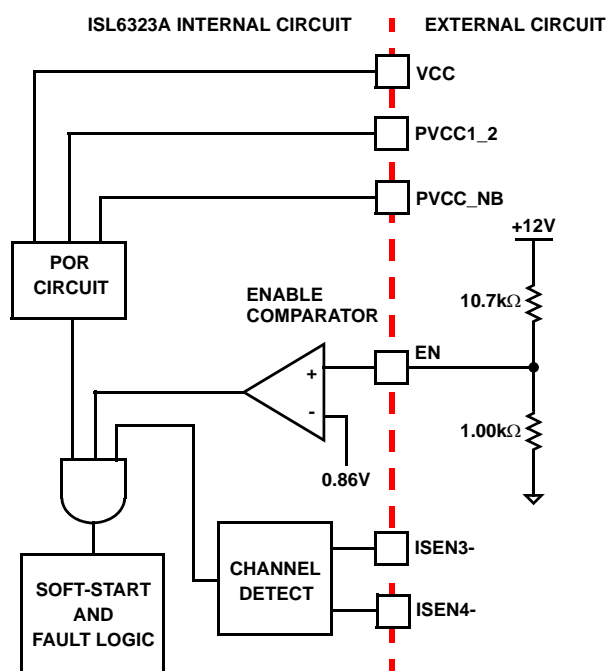 ISL6323A INTERNAL CIRCUIT
EXTERNAL CIRCUIT
VCC
PVCC1_2
PVCC_NB
+12V
POR
CIRCUIT
10.7kΩ
ENABLE
COMPARATOR
EN
+
-
1.00kΩ
0.86V
ISEN3-
CHANNEL
DETECT
ISEN4-
SOFT-START
AND
FAULT LOGIC